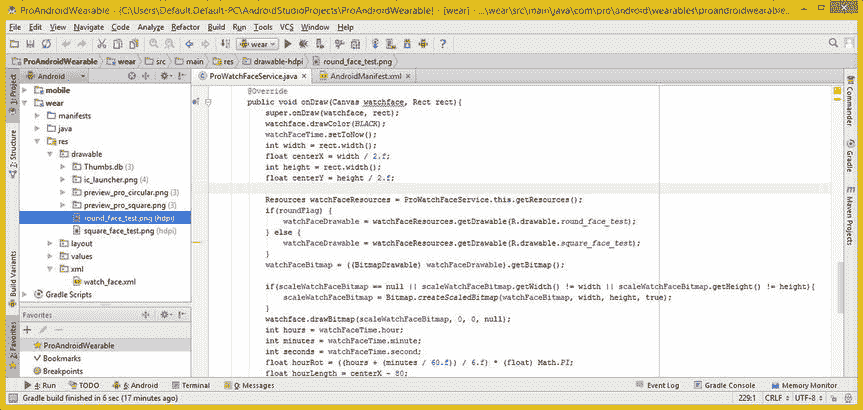 ProAndroidWearable - [C:\Users\Default.Default-PC\AndroidStudioProjects\ProAndroidWearable] - [wear] - ...\wear\src\main\java\com\pro\android\wearables\proandroidwearable...
File Edit View Navigate Code Analyze Refactor Build Run Tools VCS Window Help
wear
ProAndroidWearable wear src main res drawable-hdpi round_face_test.png
Android
ProWatchFaceService.java AndroidManifest.xml
mobile
wear
manifests
java
res
drawable
Thumbs.db (3)
ic_launcher.png (3)
preview_pro_circular.png (3)
preview_pro_square.png (3)
round_face_test.png (hdpi)
square_face_test.png (hdpi)
layout
values
xml
watch_face.xml
Gradle Scripts
Favorites
ProAndroidWearable
Bookmarks
Breakpoints
1: Project
7: Structure
Build Variants
2: Favorites
@Override
public void onDraw(Canvas watchface, Rect rect){
super.onDraw(watchface, rect);
watchface.drawColor(BLACK);
watchFaceTime.setToNow();
int width = rect.width();
float centerX = width / 2.f;
int height = rect.width();
float centerY = height / 2.f;
Resources watchFaceResources = ProWatchFaceService.this.getResources();
if(roundFlag) {
watchFaceDrawable = watchFaceResources.getDrawable(R.drawable.round_face_test);
} else {
watchFaceDrawable = watchFaceResources.getDrawable(R.drawable.square_face_test);
}
watchFaceBitmap = ((BitmapDrawable) watchFaceDrawable).getBitmap();
if(scaleWatchFaceBitmap == null || scaleWatchFaceBitmap.getWidth() != width || scaleWatchFaceBitmap.getHeight() != height){
scaleWatchFaceBitmap = Bitmap.createScaledBitmap(watchFaceBitmap, width, height, true);
}
watchface.drawBitmap(scaleWatchFaceBitmap, 0, 0, null);
int hours = watchFaceTime.hour;
int minutes = watchFaceTime.minute;
int seconds = watchFaceTime.second;
float hourRot = ((hours + (minutes / 60.f)) / 6.f) * (float) Math.PI;
float hourLength = centerX - 80;
Commander
Maven Projects
4: Run TODO 6: Android Terminal 0: Messages Event Log Gradle Console Memory Monitor
Gradle build finished in 6 sec (17 minutes ago) 229:1 CRLF UTF-8